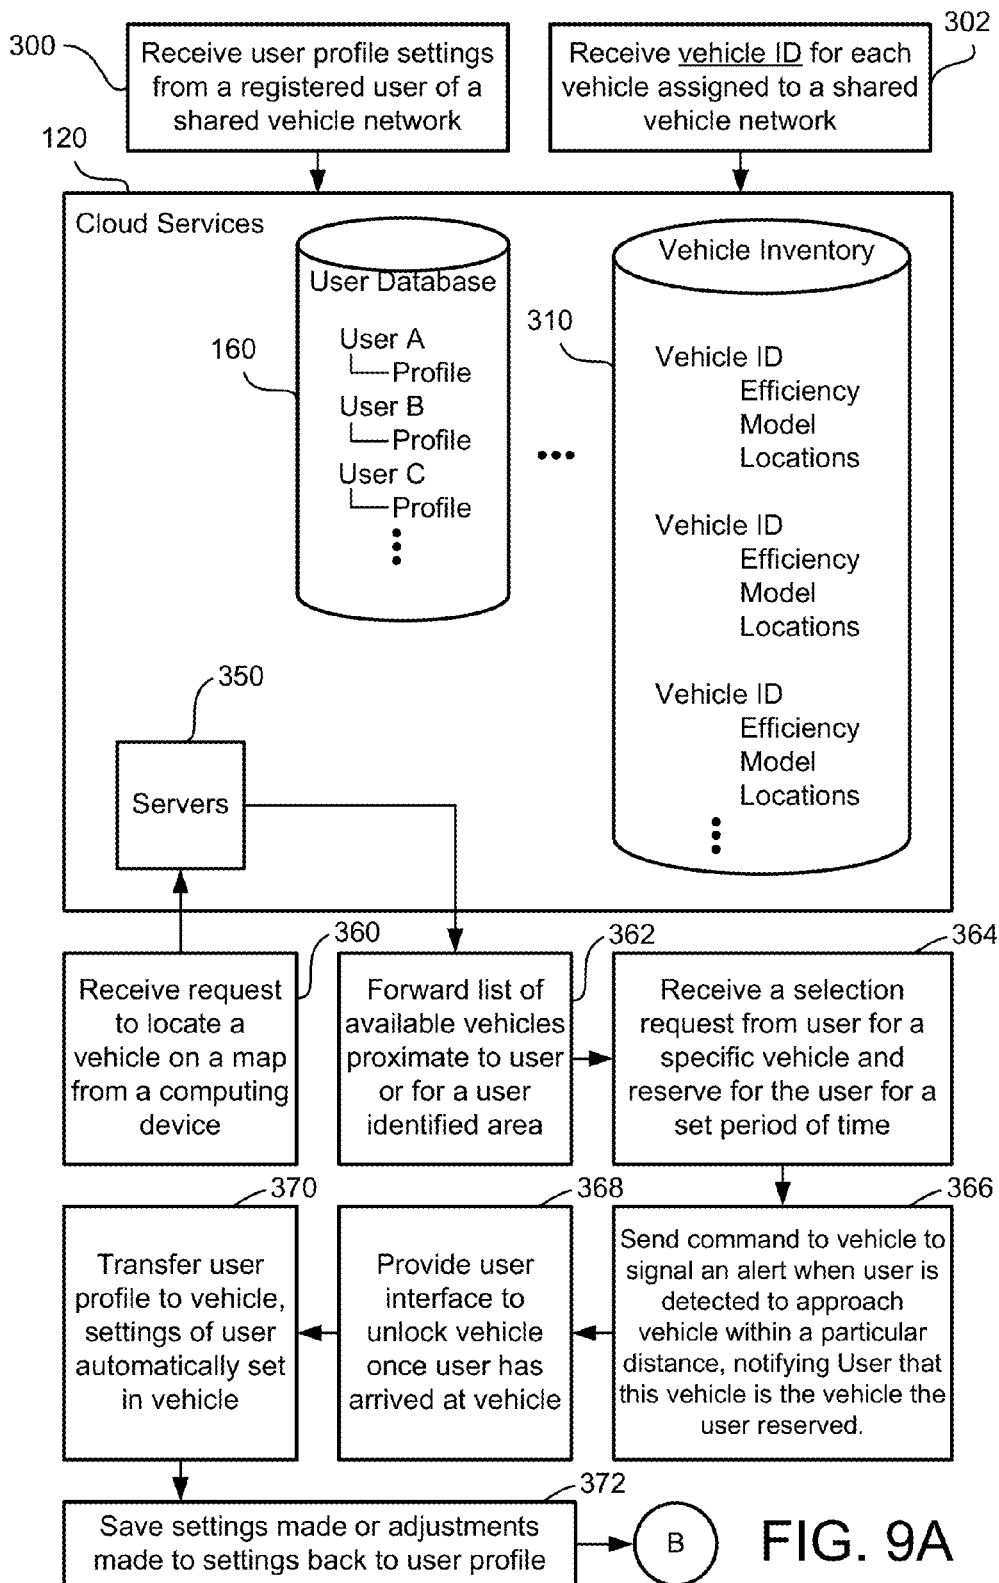 300
Receive user profile settings
from a registered user of a
shared vehicle network
302
Receive vehicle ID for each
vehicle assigned to a shared
vehicle network
120
Cloud Services
User Database
160
User A
Profile
User B
Profile
User C
Profile
Vehicle Inventory
310
Vehicle ID
Efficiency
Model
Locations
Vehicle ID
Efficiency
Model
Locations
Vehicle ID
Efficiency
Model
Locations
350
Servers
360
Receive request
to locate a
vehicle on a map
from a computing
device
362
Forward list of
available vehicles
proximate to user
or for a user
identified area
364
Receive a selection
request from user for a
specific vehicle and
reserve for the user for a
set period of time
366
Send command to vehicle to
signal an alert when user is
detected to approach
vehicle within a particular
distance, notifying User that
this vehicle is the vehicle the
user reserved.
368
Provide user
interface to
unlock vehicle
once user has
arrived at vehicle
370
Transfer user
profile to vehicle,
settings of user
automatically set
in vehicle
372
Save settings made or adjustments
made to settings back to user profile
B
FIG. 9A